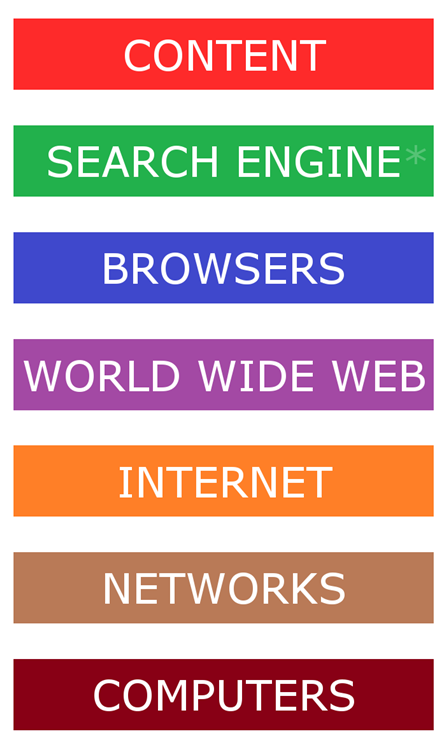 CONTENT
SEARCH ENGINE*
BROWSERS
WORLD WIDE WEB
INTERNET
NETWORKS
COMPUTERS